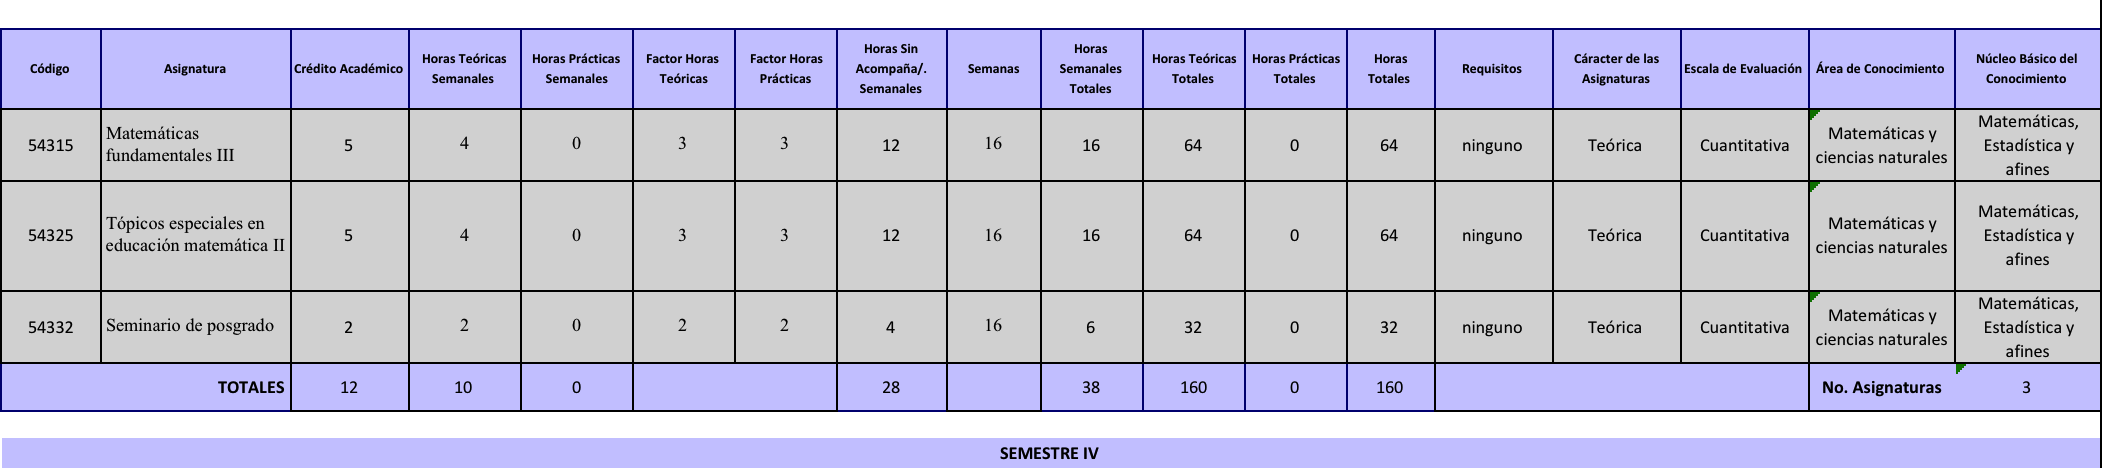 Código Asignatura Crédito Académico Horas Teóricas Semanales Horas Prácticas Semanales Factor Horas Teóricas Factor Horas Prácticas Horas Sin Acompaña/. Semanales Semanas Horas Semanales Totales Horas Teóricas Totales Horas Prácticas Totales Horas Totales Requisitos Cáracter de las Asignaturas Escala de Evaluación Área de Conocimiento Núcleo Básico del Conocimiento
54315 Matemáticas fundamentales III 5 4 0 3 3 12 16 16 64 0 64 ninguno Teórica Cuantitativa Matemáticas y ciencias naturales Matemáticas, Estadística y afines
54325 Tópicos especiales en educación matemática II 5 4 0 3 3 12 16 16 64 0 64 ninguno Teórica Cuantitativa Matemáticas y ciencias naturales Matemáticas, Estadística y afines
54332 Seminario de posgrado 2 2 0 2 2 4 16 6 32 0 32 ninguno Teórica Cuantitativa Matemáticas y ciencias naturales Matemáticas, Estadística y afines
TOTALES 12 10 0 28 38 160 0 160 No. Asignaturas 3
SEMESTRE IV